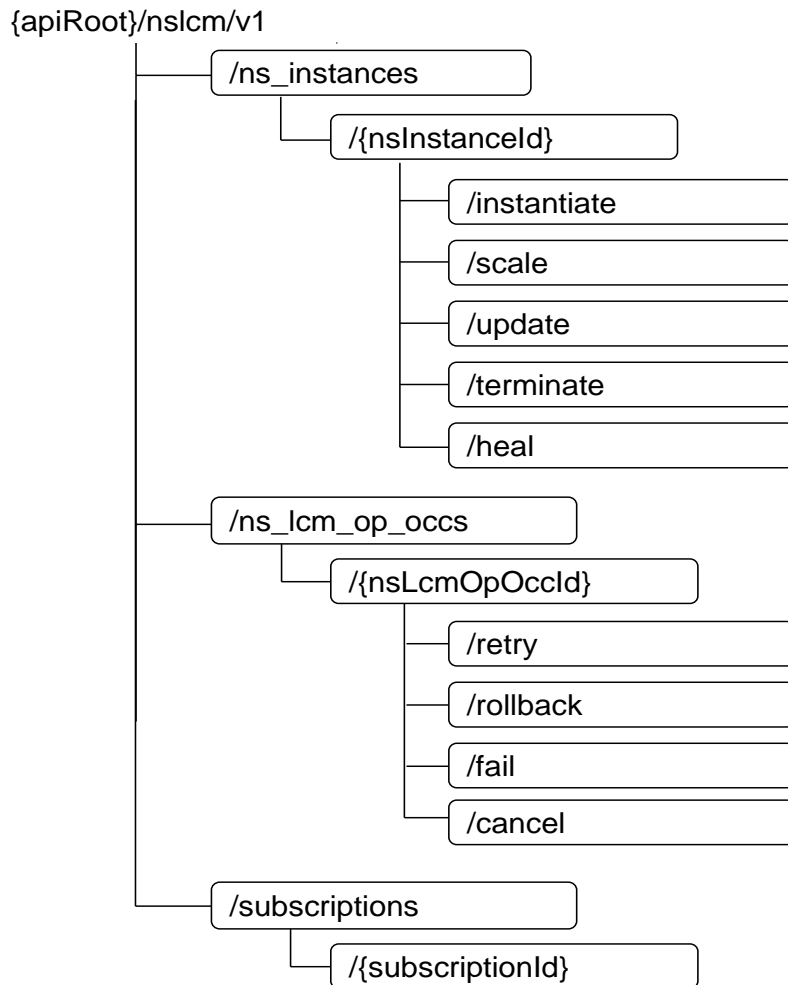 {apiRoot}/nslcm/v1
/ns_instances
/{nsInstanceId}
/instantiate
/scale
/update
/terminate
/heal
/ns_lcm_op_occs
/{nsLcmOpOccId}
/retry
/rollback
/fail
/cancel
/subscriptions
/{subscriptionId}